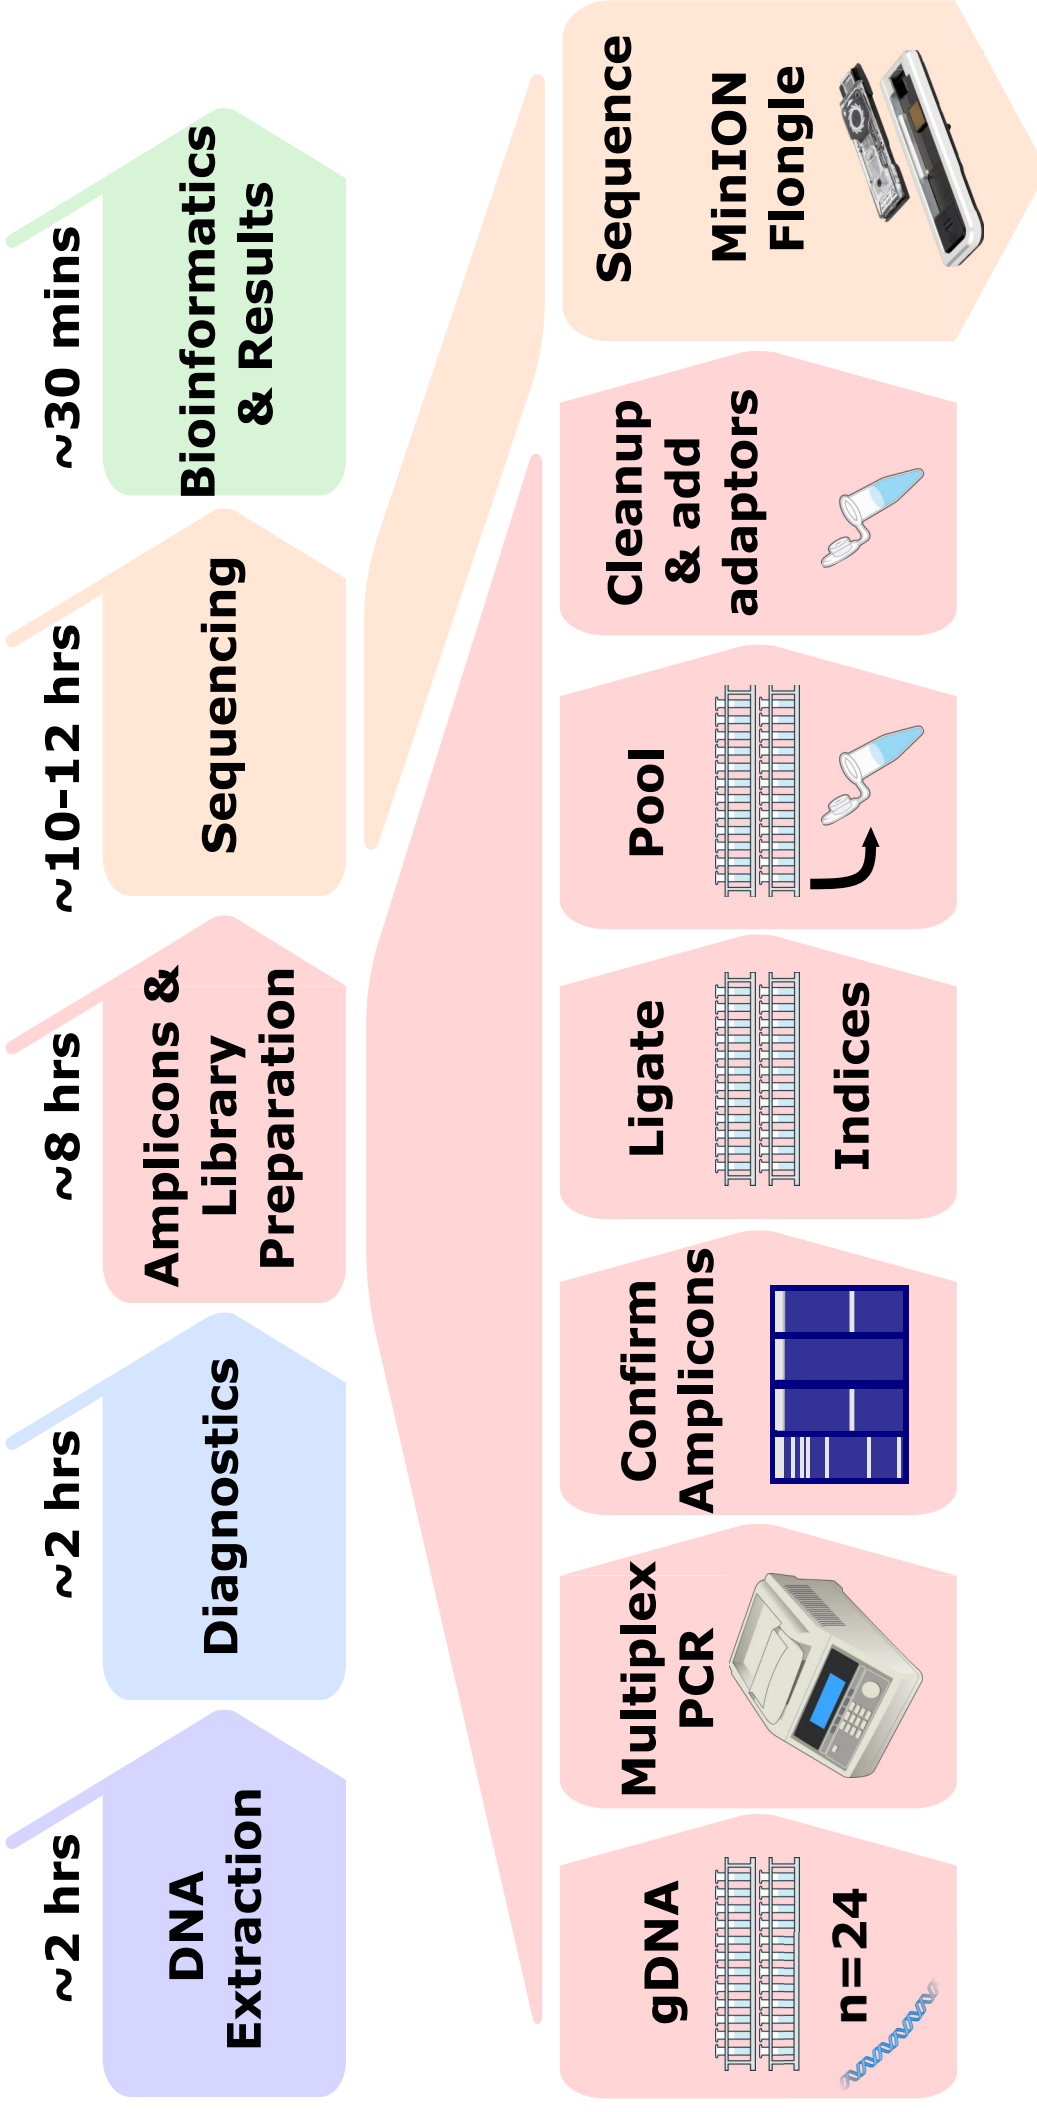 ~2 hrs
~2 hrs
~8 hrs
~10-12 hrs
~30 mins
DNA
Extraction
Diagnostics
Amplicons &
Library
Preparation
Sequencing
Bioinformatics
& Results
gDNA
n=24
Multiplex
PCR
Confirm
Amplicons
Ligate
Indices
Pool
Cleanup
& add
adaptors
Sequence
MinION
Flongle